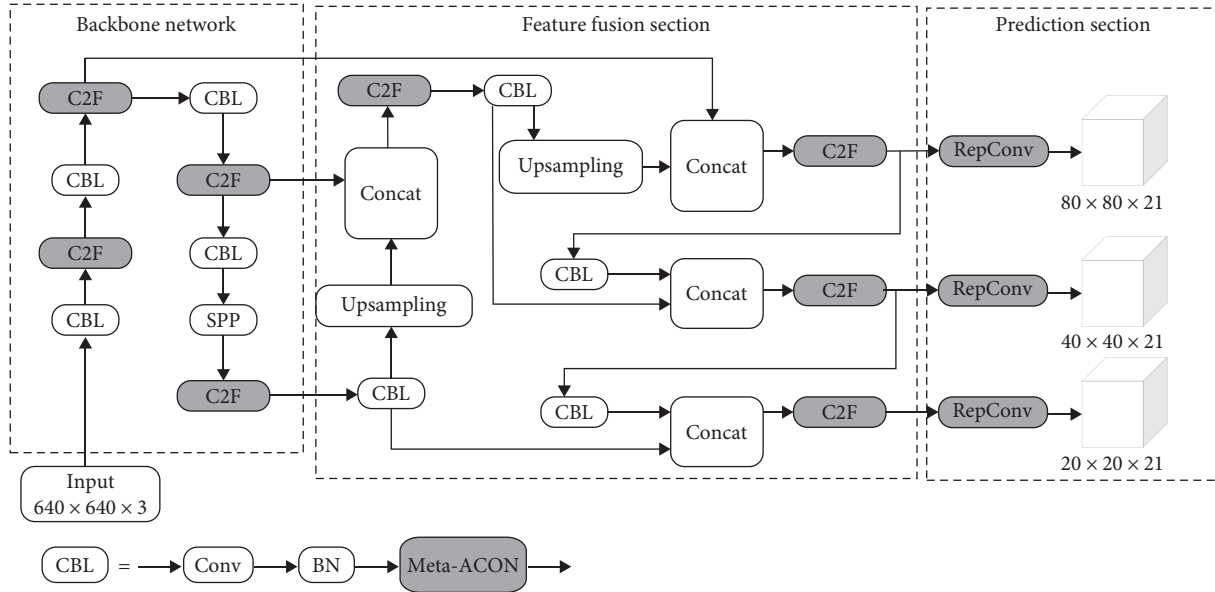 Backbone network
Feature fusion section
Prediction section
C2F
CBL
CBL
C2F
C2F
CBL
CBL
SPP
C2F
Input
640 × 640 × 3
C2F
CBL
Concat
Upsampling
Upsampling
CBL
Concat
C2F
CBL
Concat
C2F
CBL
Concat
C2F
RepConv
80 × 80 × 21
RepConv
40 × 40 × 21
RepConv
20 × 20 × 21
CBL = Conv BN Meta-ACON